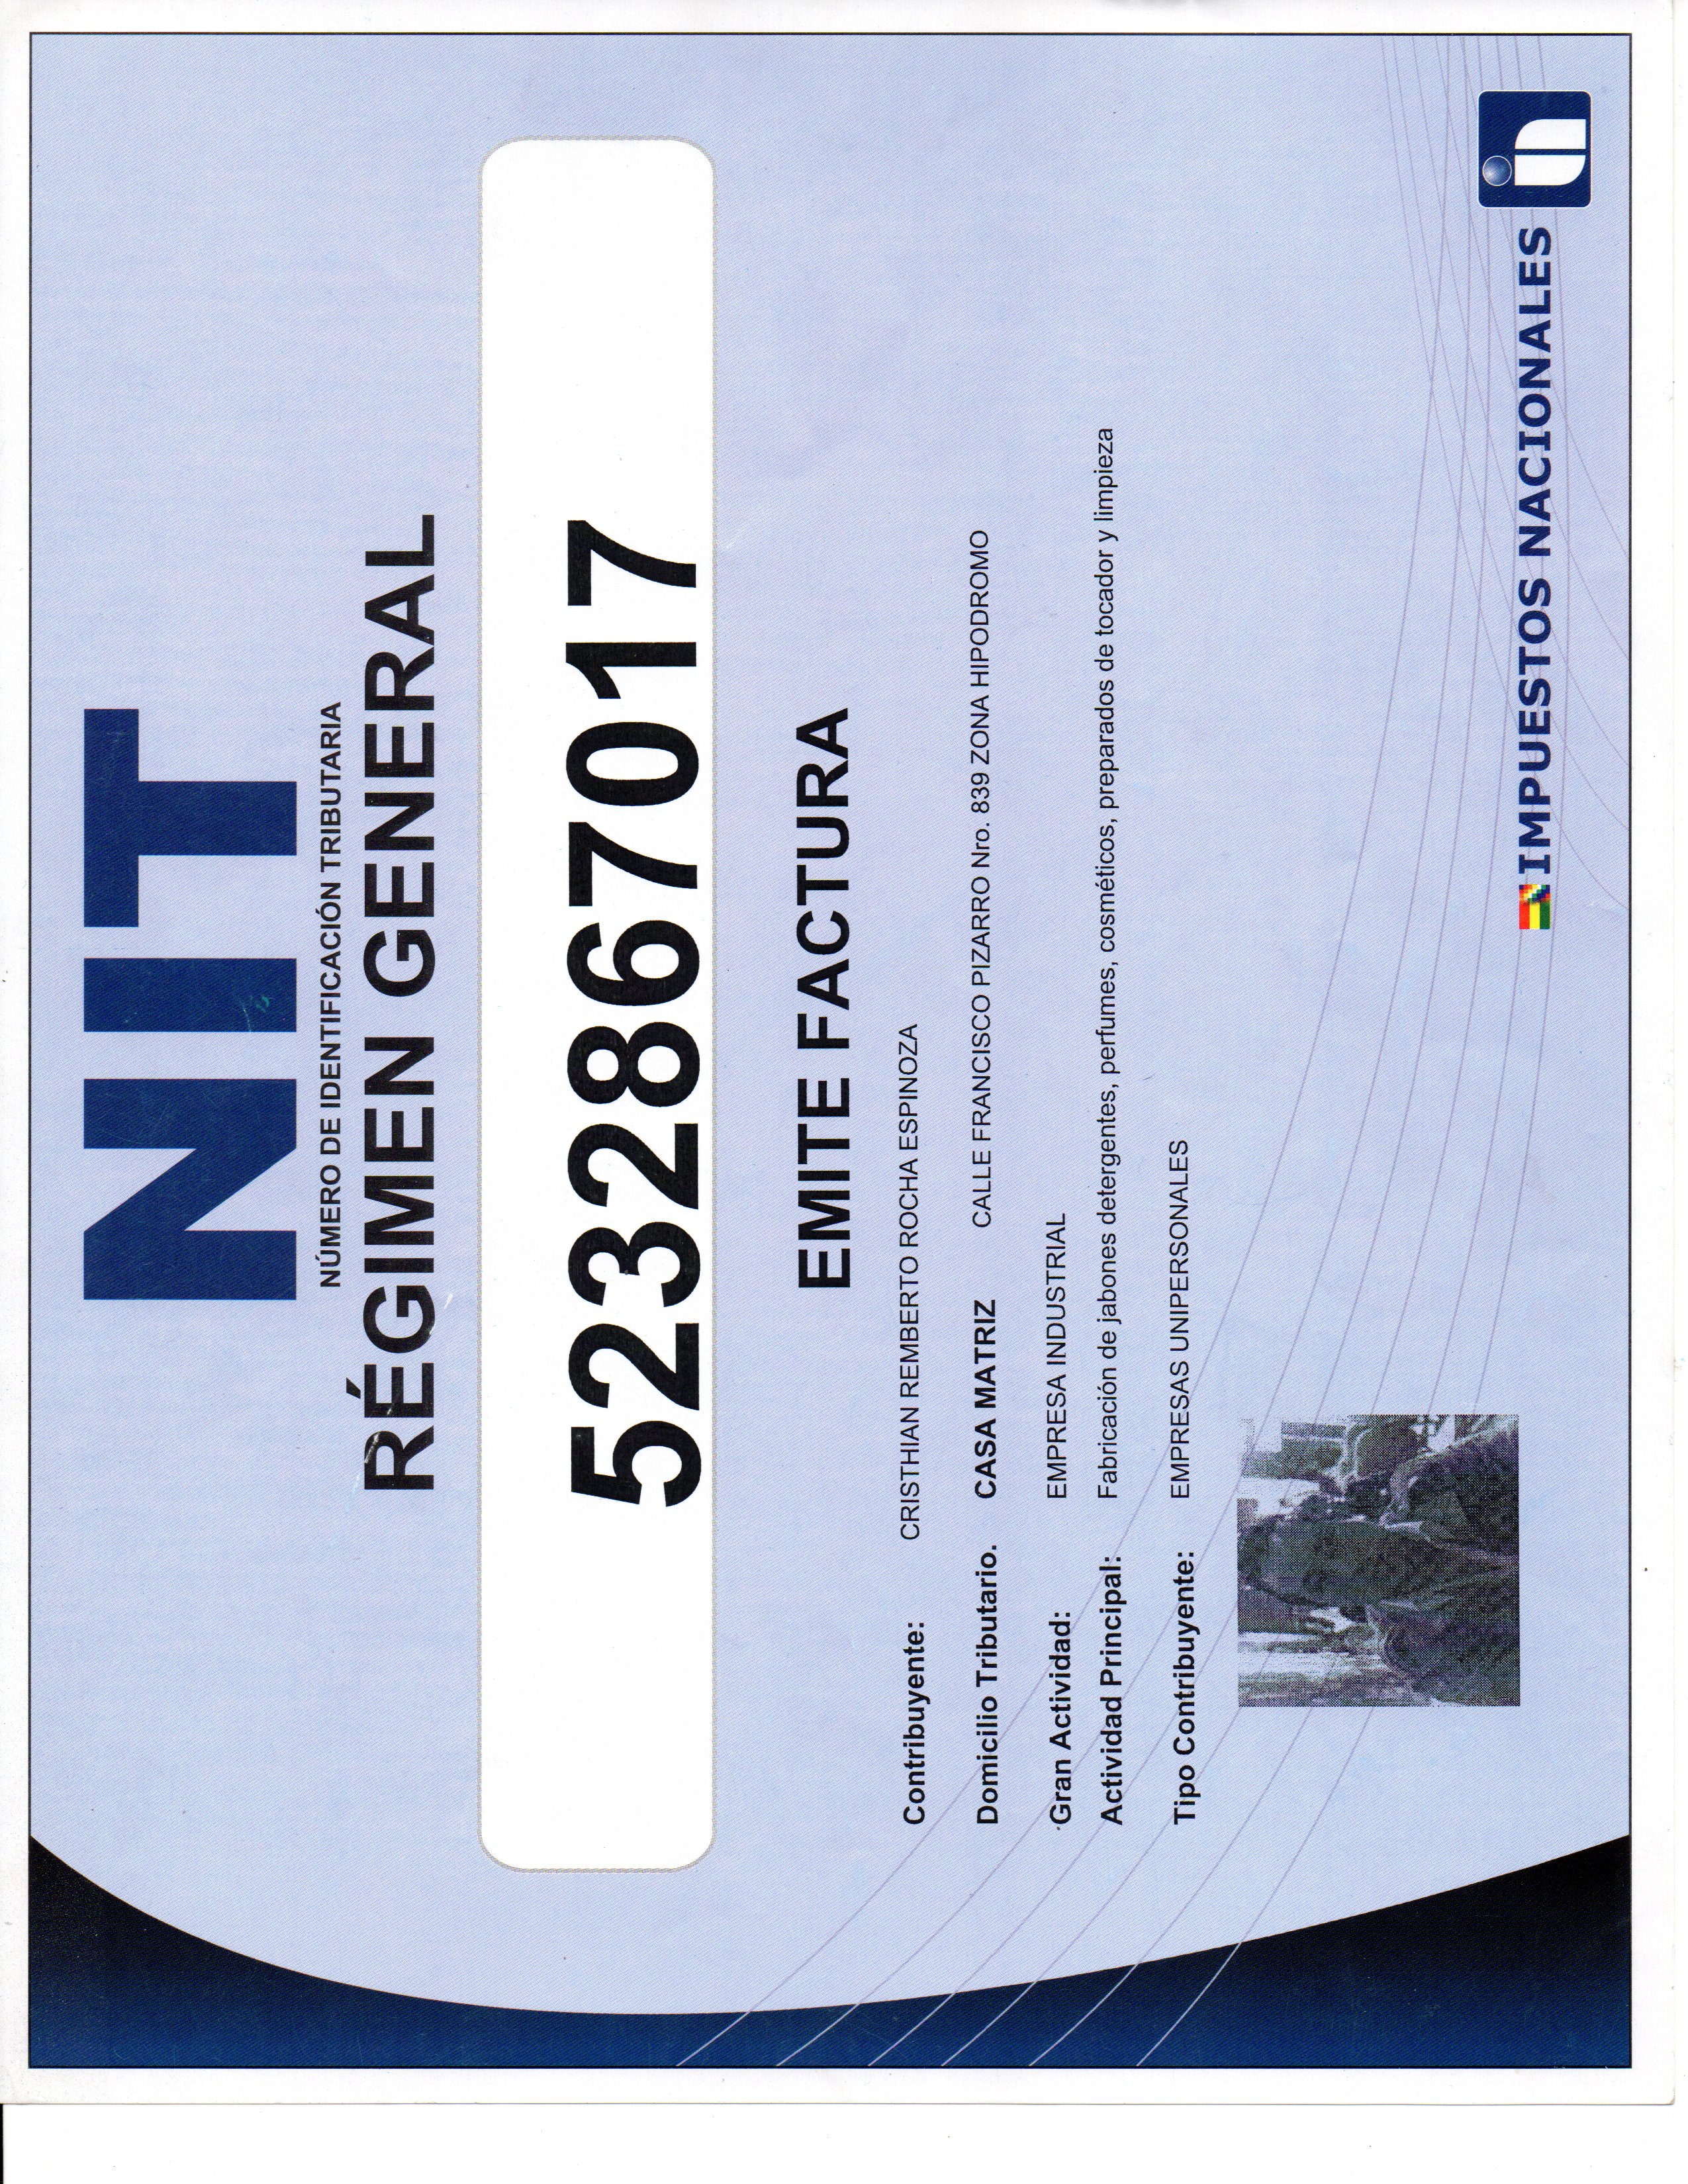 NIT
NÚMERO DE IDENTIFICACIÓN TRIBUTARIA
RÉGIMEN GENERAL
5232867017
EMITE FACTURA
Contribuyente: CRISTHIAN REMBERTO ROCHA ESPINOZA
Domicilio Tributario. CASA MATRIZ CALLE FRANCISCO PIZARRO Nro. 839 ZONA HIPODROMO
Gran Actividad: EMPRESA INDUSTRIAL
Actividad Principal: Fabricación de jabones detergentes, perfumes, cosméticos, preparados de tocador y limpieza
Tipo Contribuyente: EMPRESAS UNIPERSONALES
IMPUESTOS NACIONALES